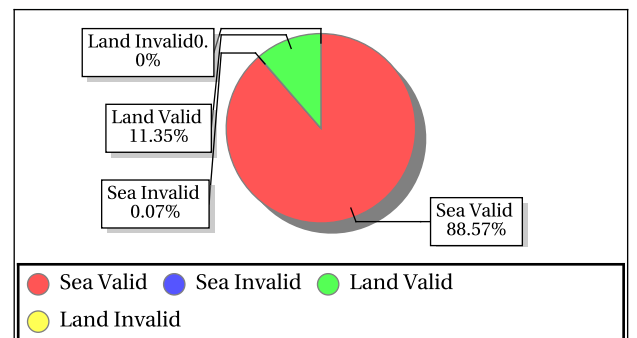 Land Invalid0.
0%
Land Valid
11.35%
Sea Invalid
0.07%
Sea Valid
88.57%
Sea Valid
Sea Invalid
Land Valid
Land Invalid